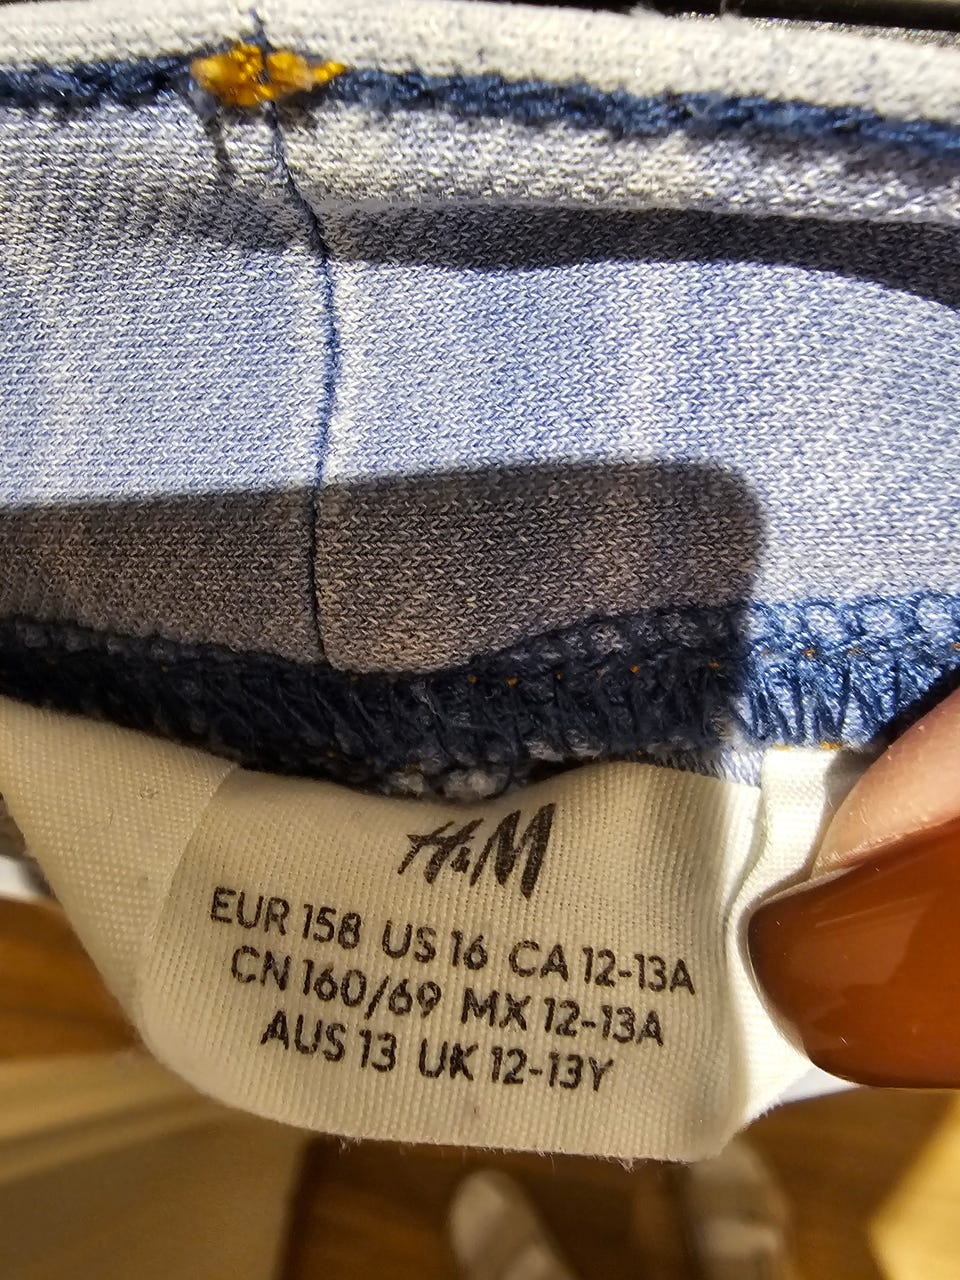 H&M
EUR 158 US 16 CA 12-13A
CN 160/69 MX 12-13A
AUS 13 UK 12-13Y